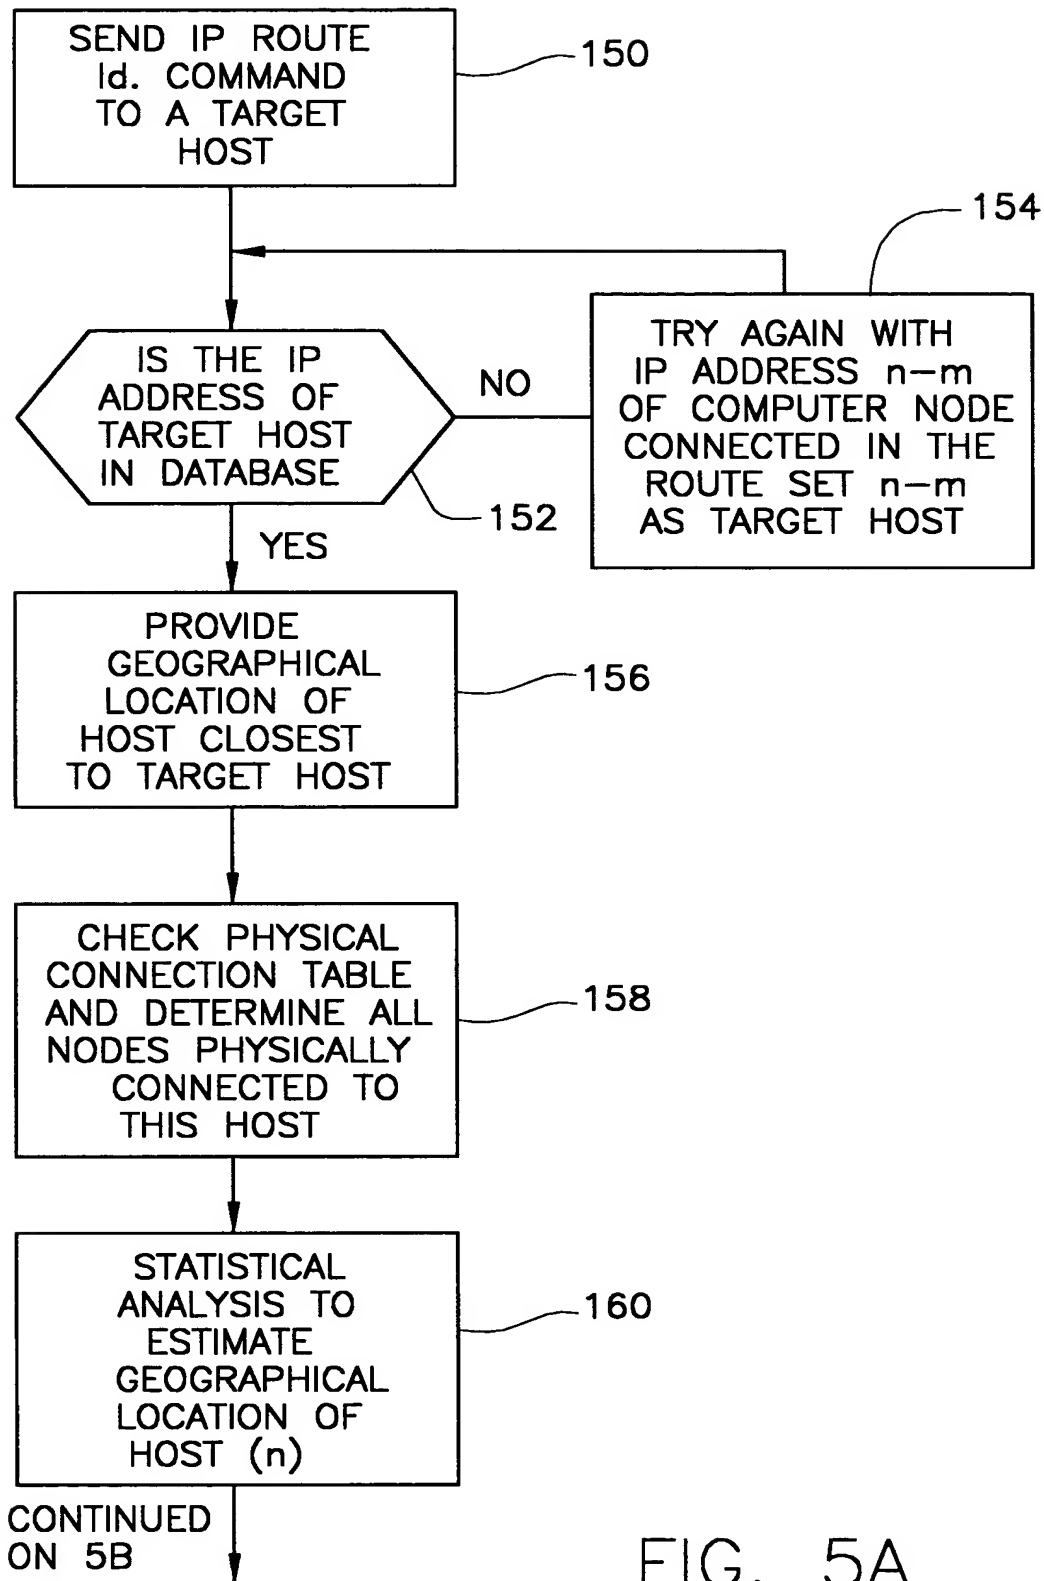 SEND IP ROUTE
Id. COMMAND
TO A TARGET
HOST
150
154
IS THE IP
ADDRESS OF
TARGET HOST
IN DATABASE
NO
152
TRY AGAIN WITH
IP ADDRESS n-m
OF COMPUTER NODE
CONNECTED IN THE
ROUTE SET n-m
AS TARGET HOST
YES
PROVIDE
GEOGRAPHICAL
LOCATION OF
HOST CLOSEST
TO TARGET HOST
156
CHECK PHYSICAL
CONNECTION TABLE
AND DETERMINE ALL
NODES PHYSICALLY
CONNECTED TO
THIS HOST
158
STATISTICAL
ANALYSIS TO
ESTIMATE
GEOGRAPHICAL
LOCATION OF
HOST (n)
160
CONTINUED
ON 5B
FIG. 5A